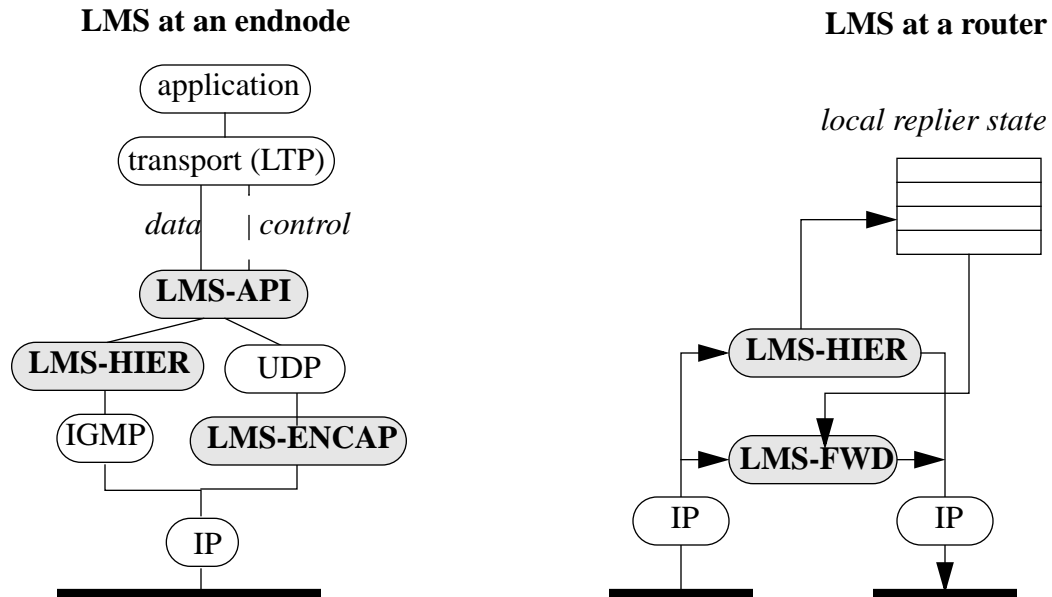 LMS at an endnode
application
transport (LTP)
data
control
LMS-API
LMS-HIER
UDP
IGMP
LMS-ENCAP
IP
LMS at a router
local replier state
LMS-HIER
LMS-FWD
IP
IP